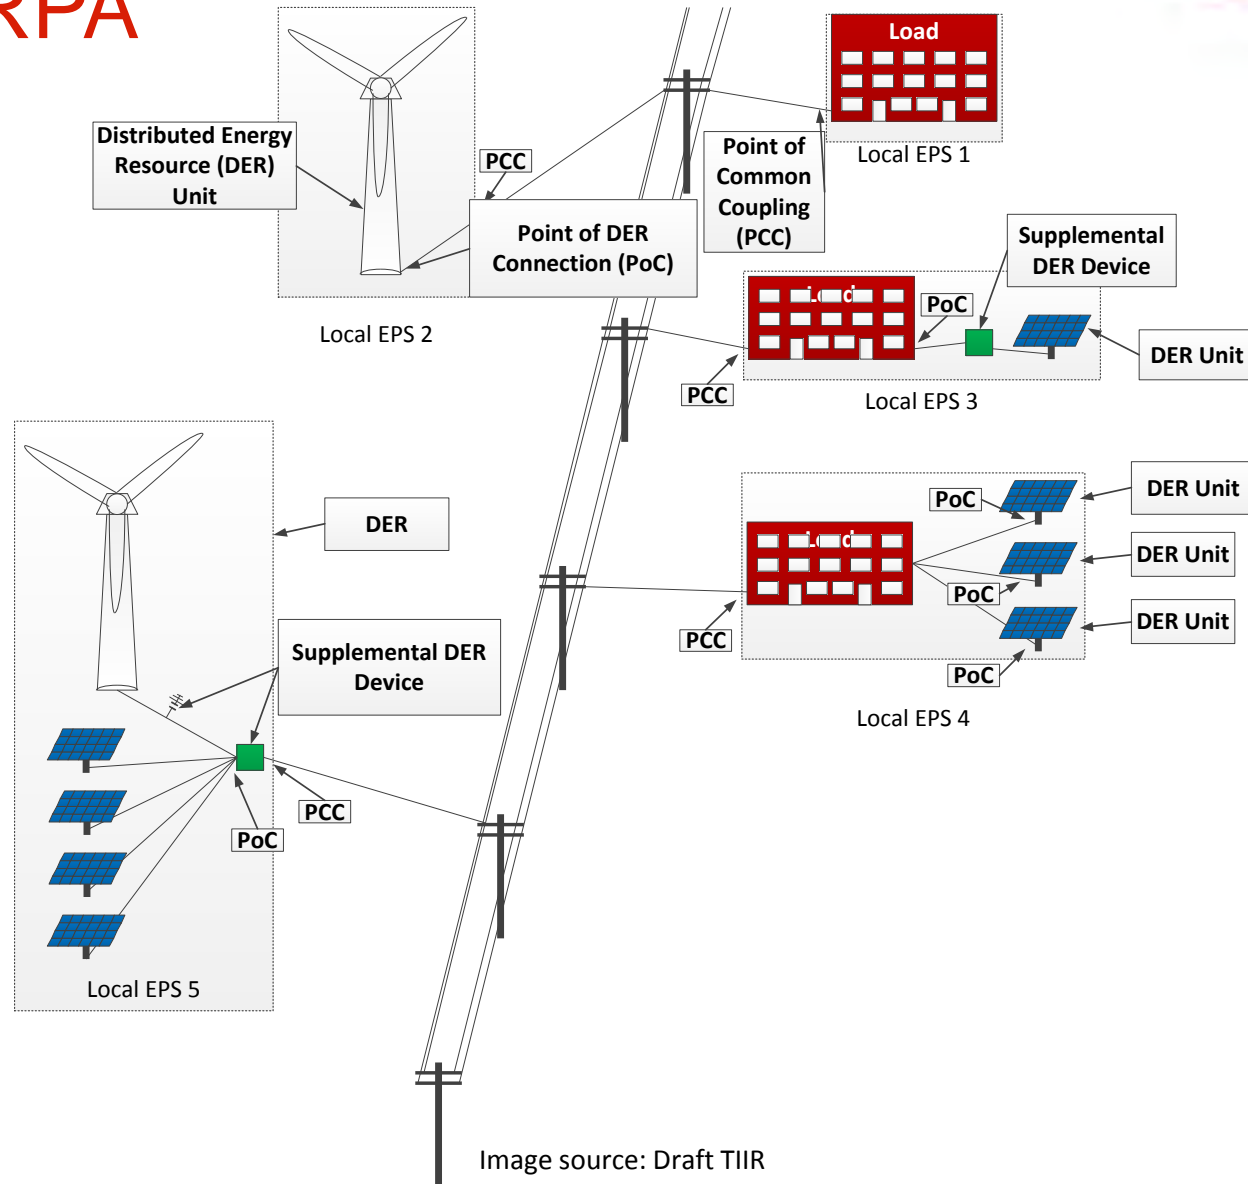 RPA
Load
Distributed Energy
Resource (DER)
Unit
PCC
Point of
Common
Coupling
(PCC)
Local EPS 1
Point of DER
Connection (PoC)
Supplemental
DER Device
Local EPS 2
Load
PoC
DER Unit
PCC
Local EPS 3
DER
PoC
DER Unit
Load
DER Unit
PoC
DER Unit
PCC
PoC
Supplemental DER
Device
Local EPS 4
PCC
PoC
Local EPS 5
Image source: Draft TIIR